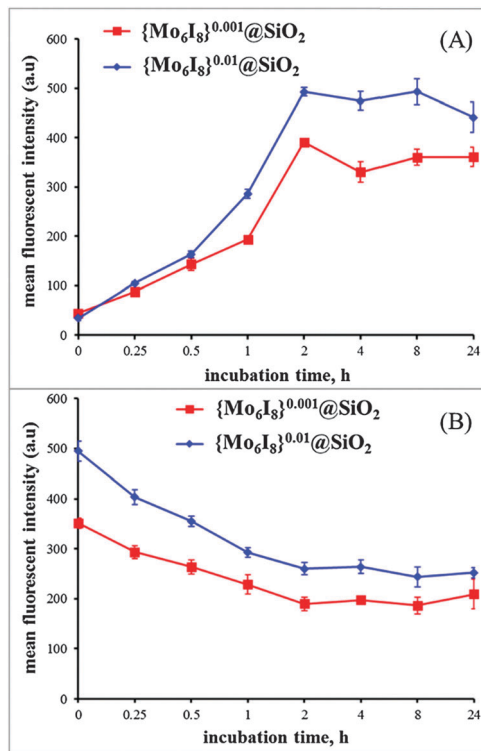 {Mo₆I₈}⁰·⁰⁰¹@SiO₂
{Mo₆I₈}⁰·⁰¹@SiO₂
(A)
mean fluorescent intensity (a.u)
600
500
400
300
200
100
0
0 0.25 0.5 1 2 4 8 24
incubation time, h
{Mo₆I₈}⁰·⁰⁰¹@SiO₂
{Mo₆I₈}⁰·⁰¹@SiO₂
(B)
mean fluorescent intensity (a.u)
600
500
400
300
200
100
0
0 0.25 0.5 1 2 4 8 24
incubation time, h